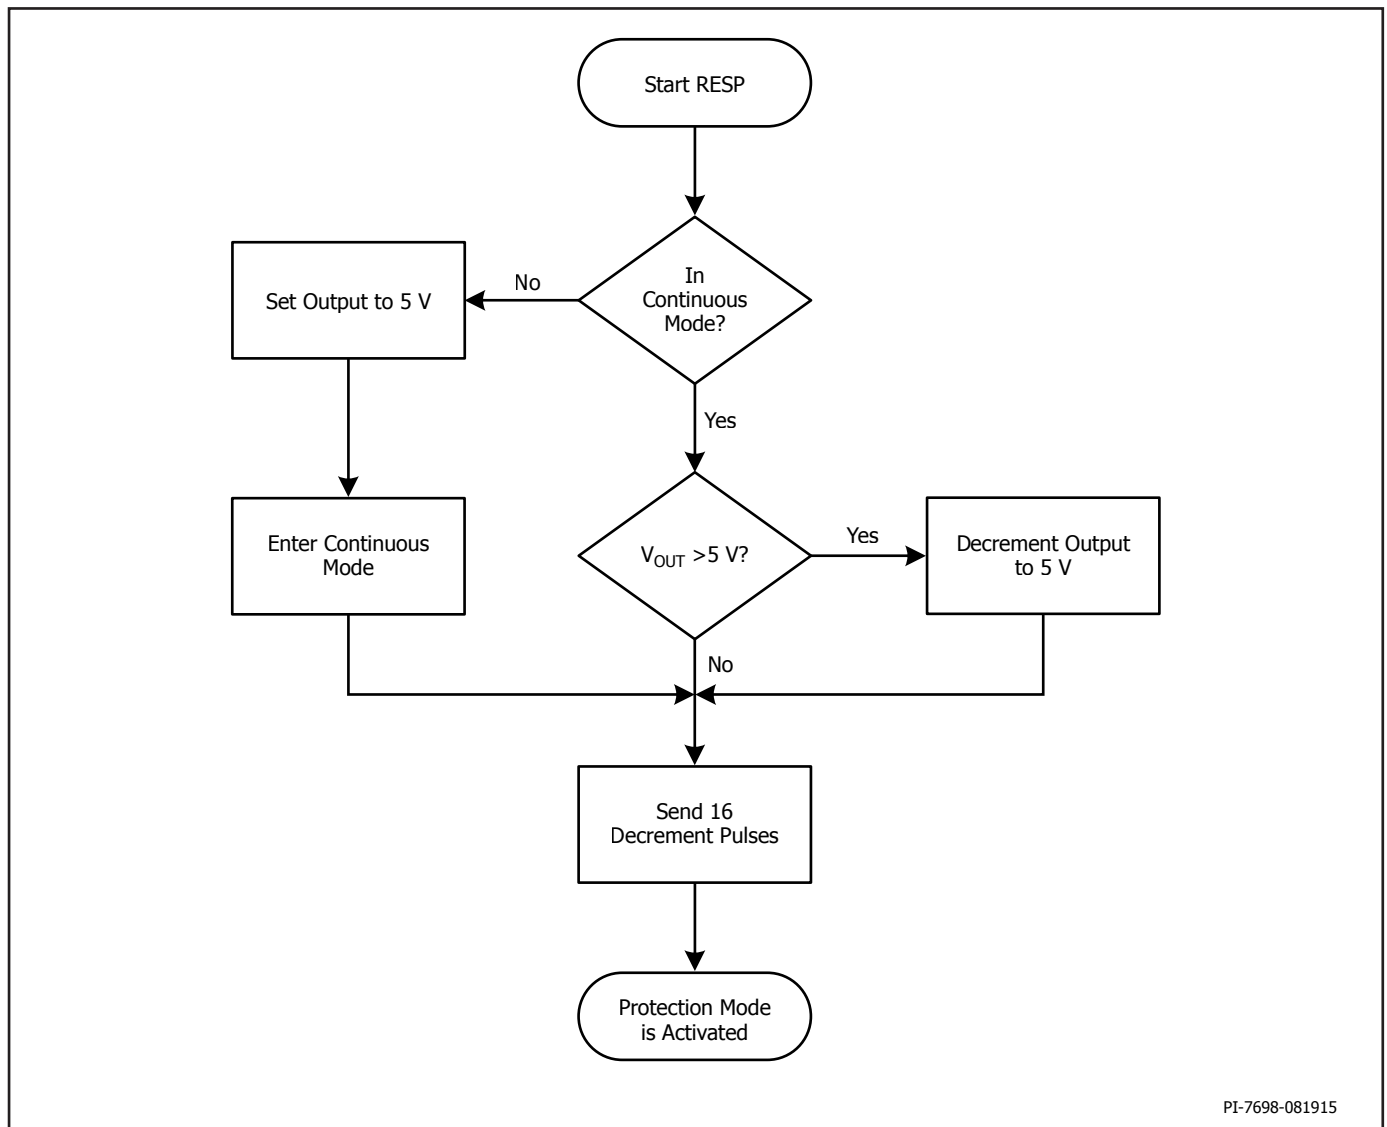 Start RESP
In
Continuous
Mode?
No
Set Output to 5 V
Yes
Enter Continuous
Mode
V_OUT >5 V?
Yes
Decrement Output
to 5 V
No
Send 16
Decrement Pulses
Protection Mode
is Activated
PI-7698-081915